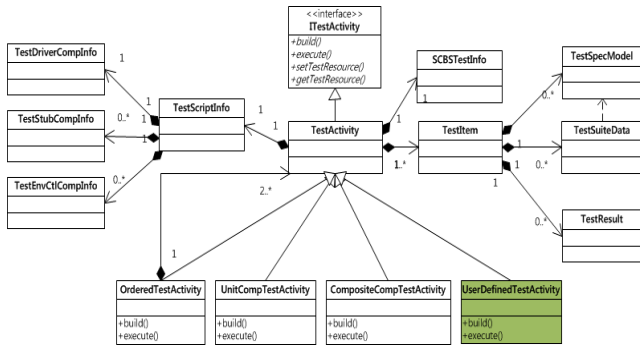 <<interface>>
ITestActivity
+build()
+execute()
+setTestResource()
+getTestResource()
TestDriverCompInfo
1
TestStubCompInfo
0..*
TestEnvCtlCompInfo
0..*
TestScriptInfo
1
1
1
1
1
TestActivity
SCBSTestInfo
1
1
1..*
TestItem
TestSpecModel
0..*
TestSuiteData
1
0..*
1
TestResult
0..*
2..*
1
OrderedTestActivity
+build()
+execute()
UnitCompTestActivity
+build()
+execute()
CompositeCompTestActivity
+build()
+execute()
UserDefinedTestActivity
+build()
+execute()